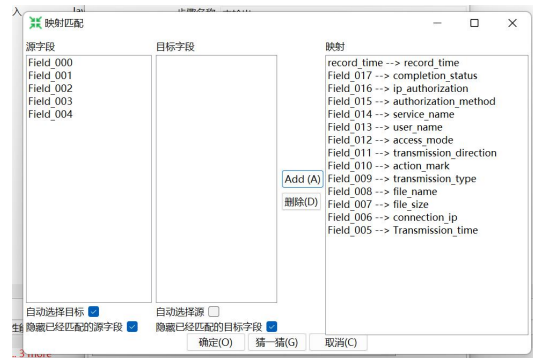 入
映射匹配
源字段
目标字段
映射
Field_000
Field_001
Field_002
Field_003
Field_004
record_time --> record_time
Field_017 --> completion_status
Field_016 --> ip_authorization
Field_015 --> authorization_method
Field_014 --> service_name
Field_013 --> user_name
Field_012 --> access_mode
Field_011 --> transmission_direction
Field_010 --> action_mark
Field_009 --> transmission_type
Field_008 --> file_name
Field_007 --> file_size
Field_006 --> connection_ip
Field_005 --> Transmission_time
Add (A)
删除(D)
自动选择目标
自动选择源
隐藏已经匹配的源字段
隐藏已经匹配的目标字段
确定(O)
猜一猜(G)
取消(C)
... 3 more